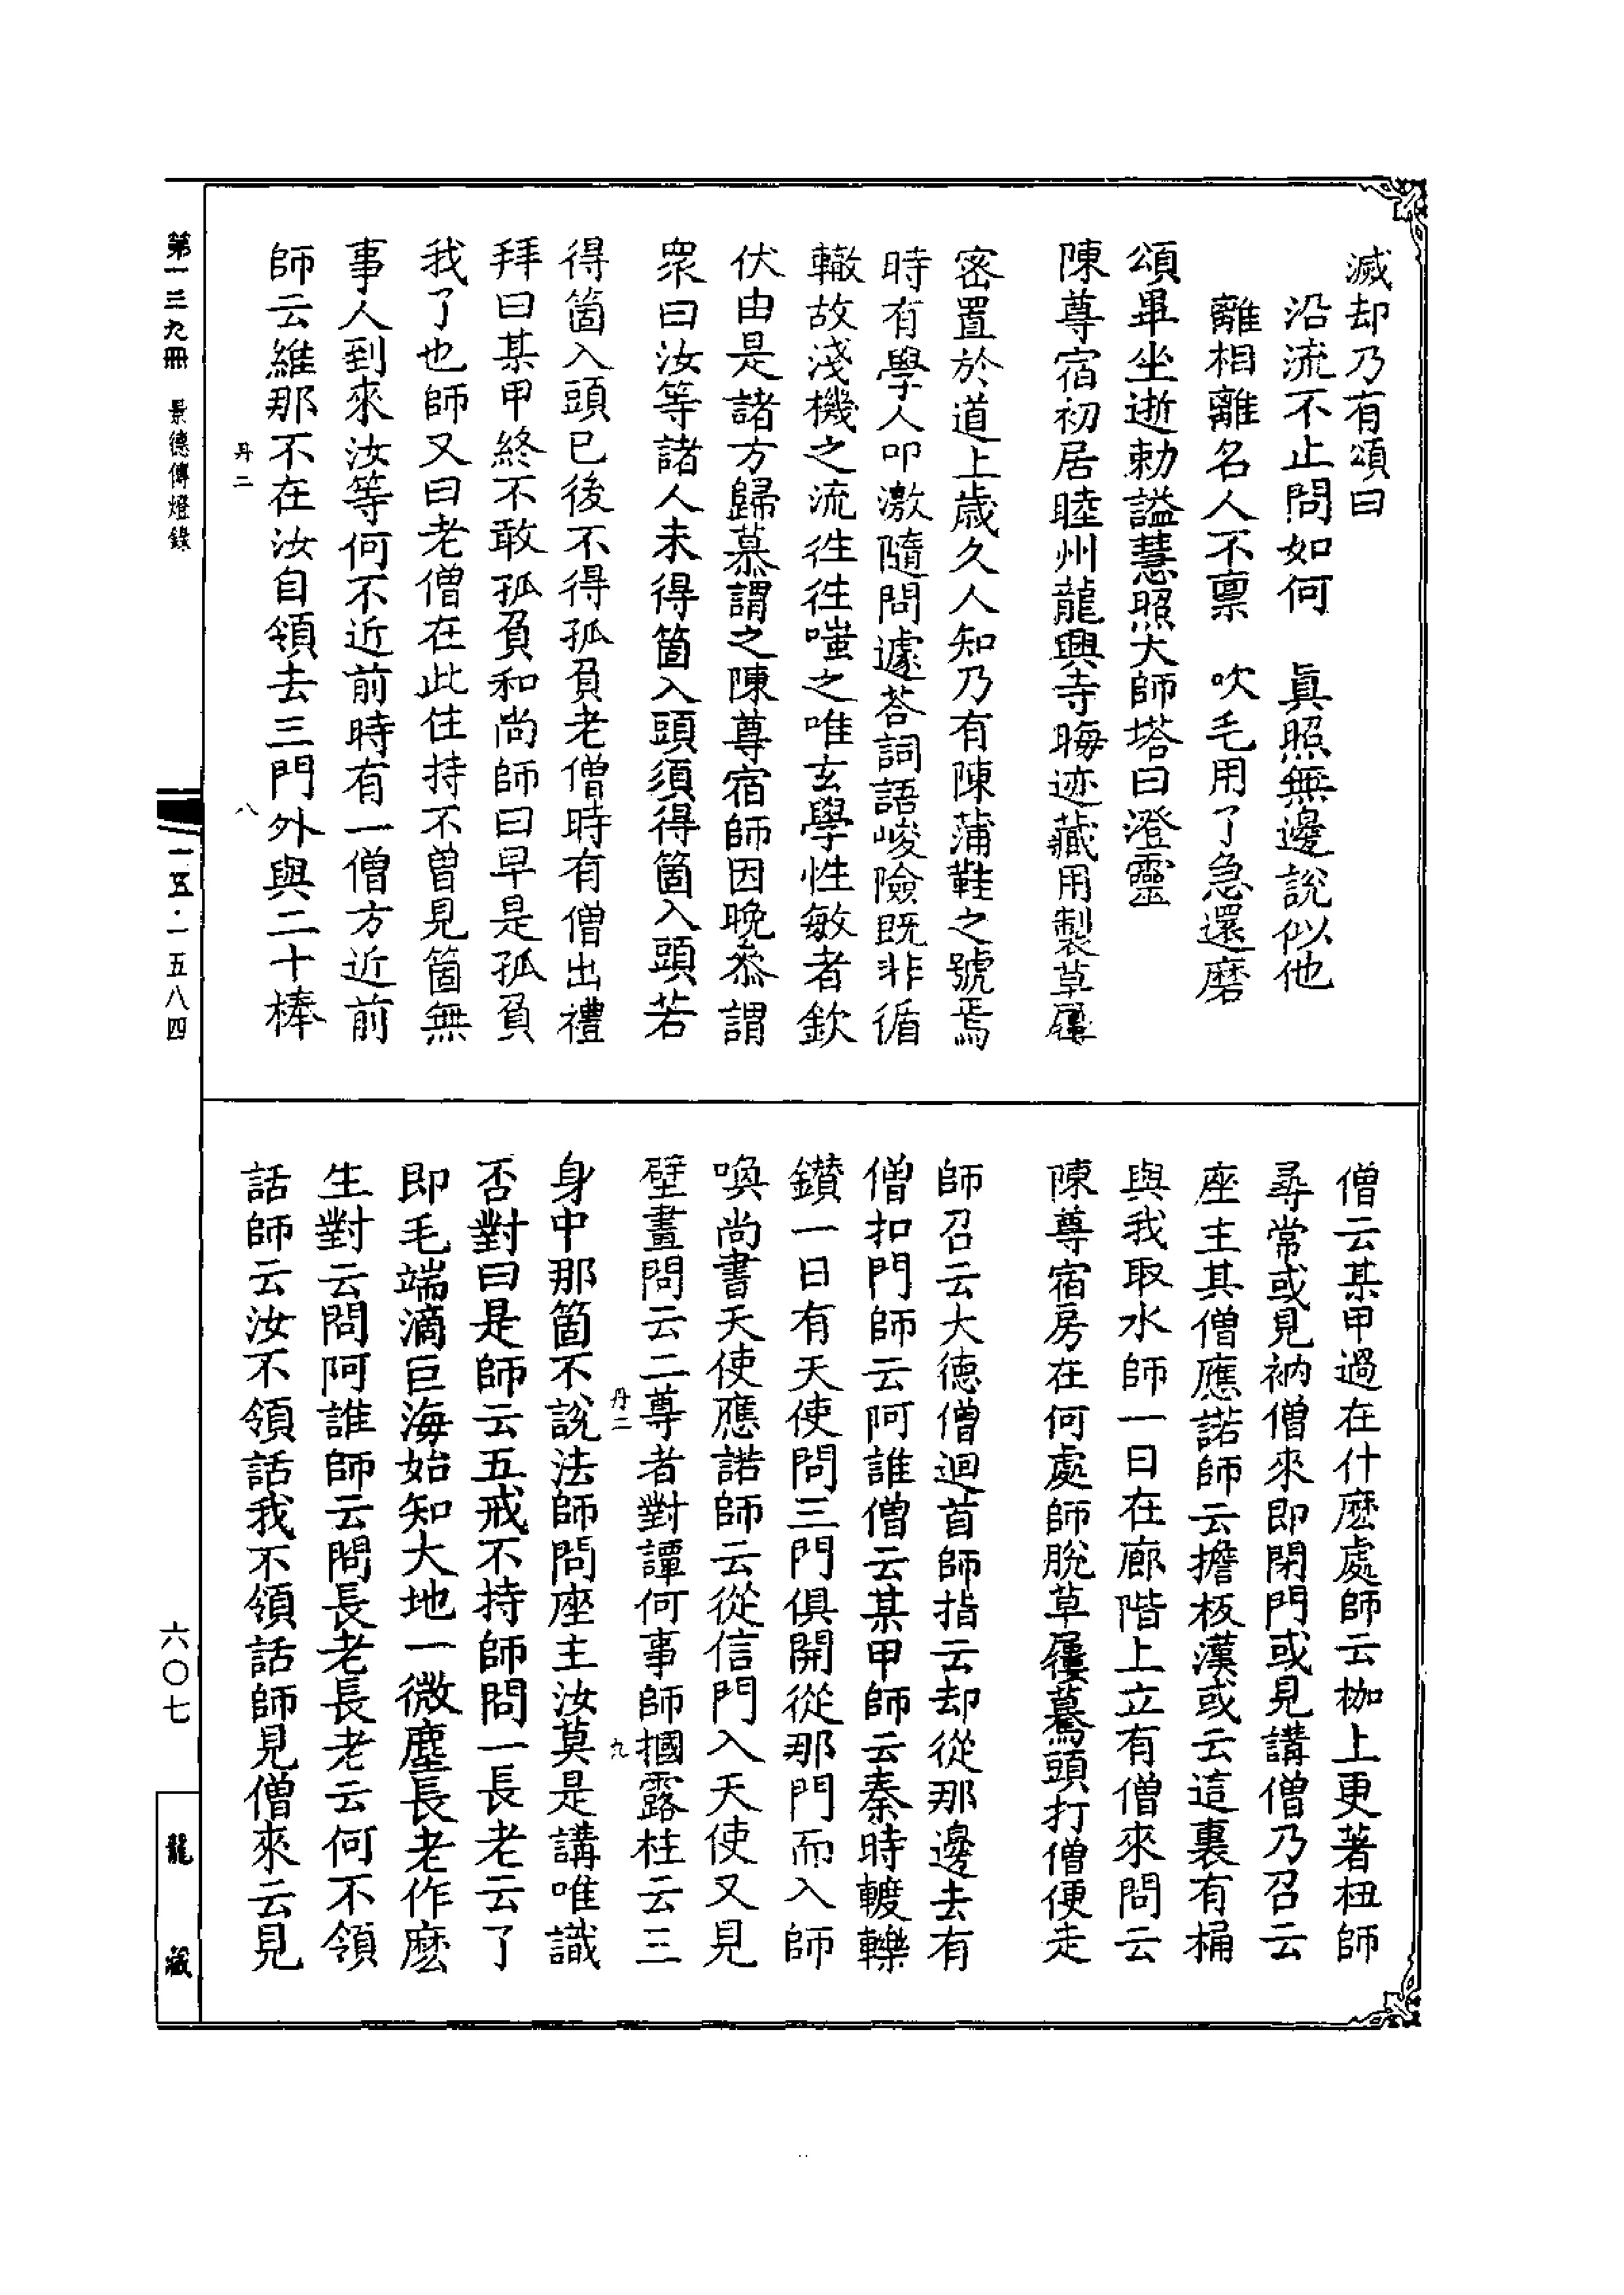 滅却乃有頌曰
沿流不止問如何　眞照無邊說似他
離相離名人不禀　吹毛用了急還磨
頌畢坐逝勅謚慧照大師塔曰澄靈
陳尊宿初居睦州龍興寺晦迹藏用製草屨
密置於道上歲久人知乃有陳蒲鞋之號焉
時有學人叩激隨問遽荅詞語峻險既非循
轍故淺機之流徃徃嗤之唯玄學性敏者欽
伏由是諸方歸慕謂之陳尊宿師因晚叅謂
眾曰汝等諸人未得箇入頭須得箇入頭若
得箇入頭已後不得孤負老僧時有僧出禮
拜曰某甲終不敢孤負和尚師曰早是孤負
我了也師又曰老僧在此住持不曾見箇無
事人到來汝等何不近前時有一僧方近前
師云維那不在汝自領去三門外與二十棒
丹二　八
僧云某甲過在什麼處師云枷上更著杻師
尋常或見衲僧來即閉門或見講僧乃召云
座主其僧應諾師云擔板漢或云這裏有桶
與我取水師一日在廊階上立有僧來問云
陳尊宿房在何處師脫草屨驀頭打僧便走
師召云大德僧迴首師指云却從那邊去有
僧扣門師云阿誰僧云某甲師云秦時𨍏轢
鑽一日有天使問三門俱開從那門而入師
喚尚書天使應諾師云從信門入天使又見
壁畫問云二尊者對譚何事師摑露柱云三
丹二　九
身中那箇不說法師問座主汝莫是講唯識
否對曰是師云五戒不持師問一長老云了
即毛端滴巨海始知大地一微塵長老作麼
生對云問阿誰師云問長老長老云何不領
話師云汝不領話我不領話師見僧來云見
第一三九冊　景德傳燈錄
一五・一五八四
六〇七
龍藏